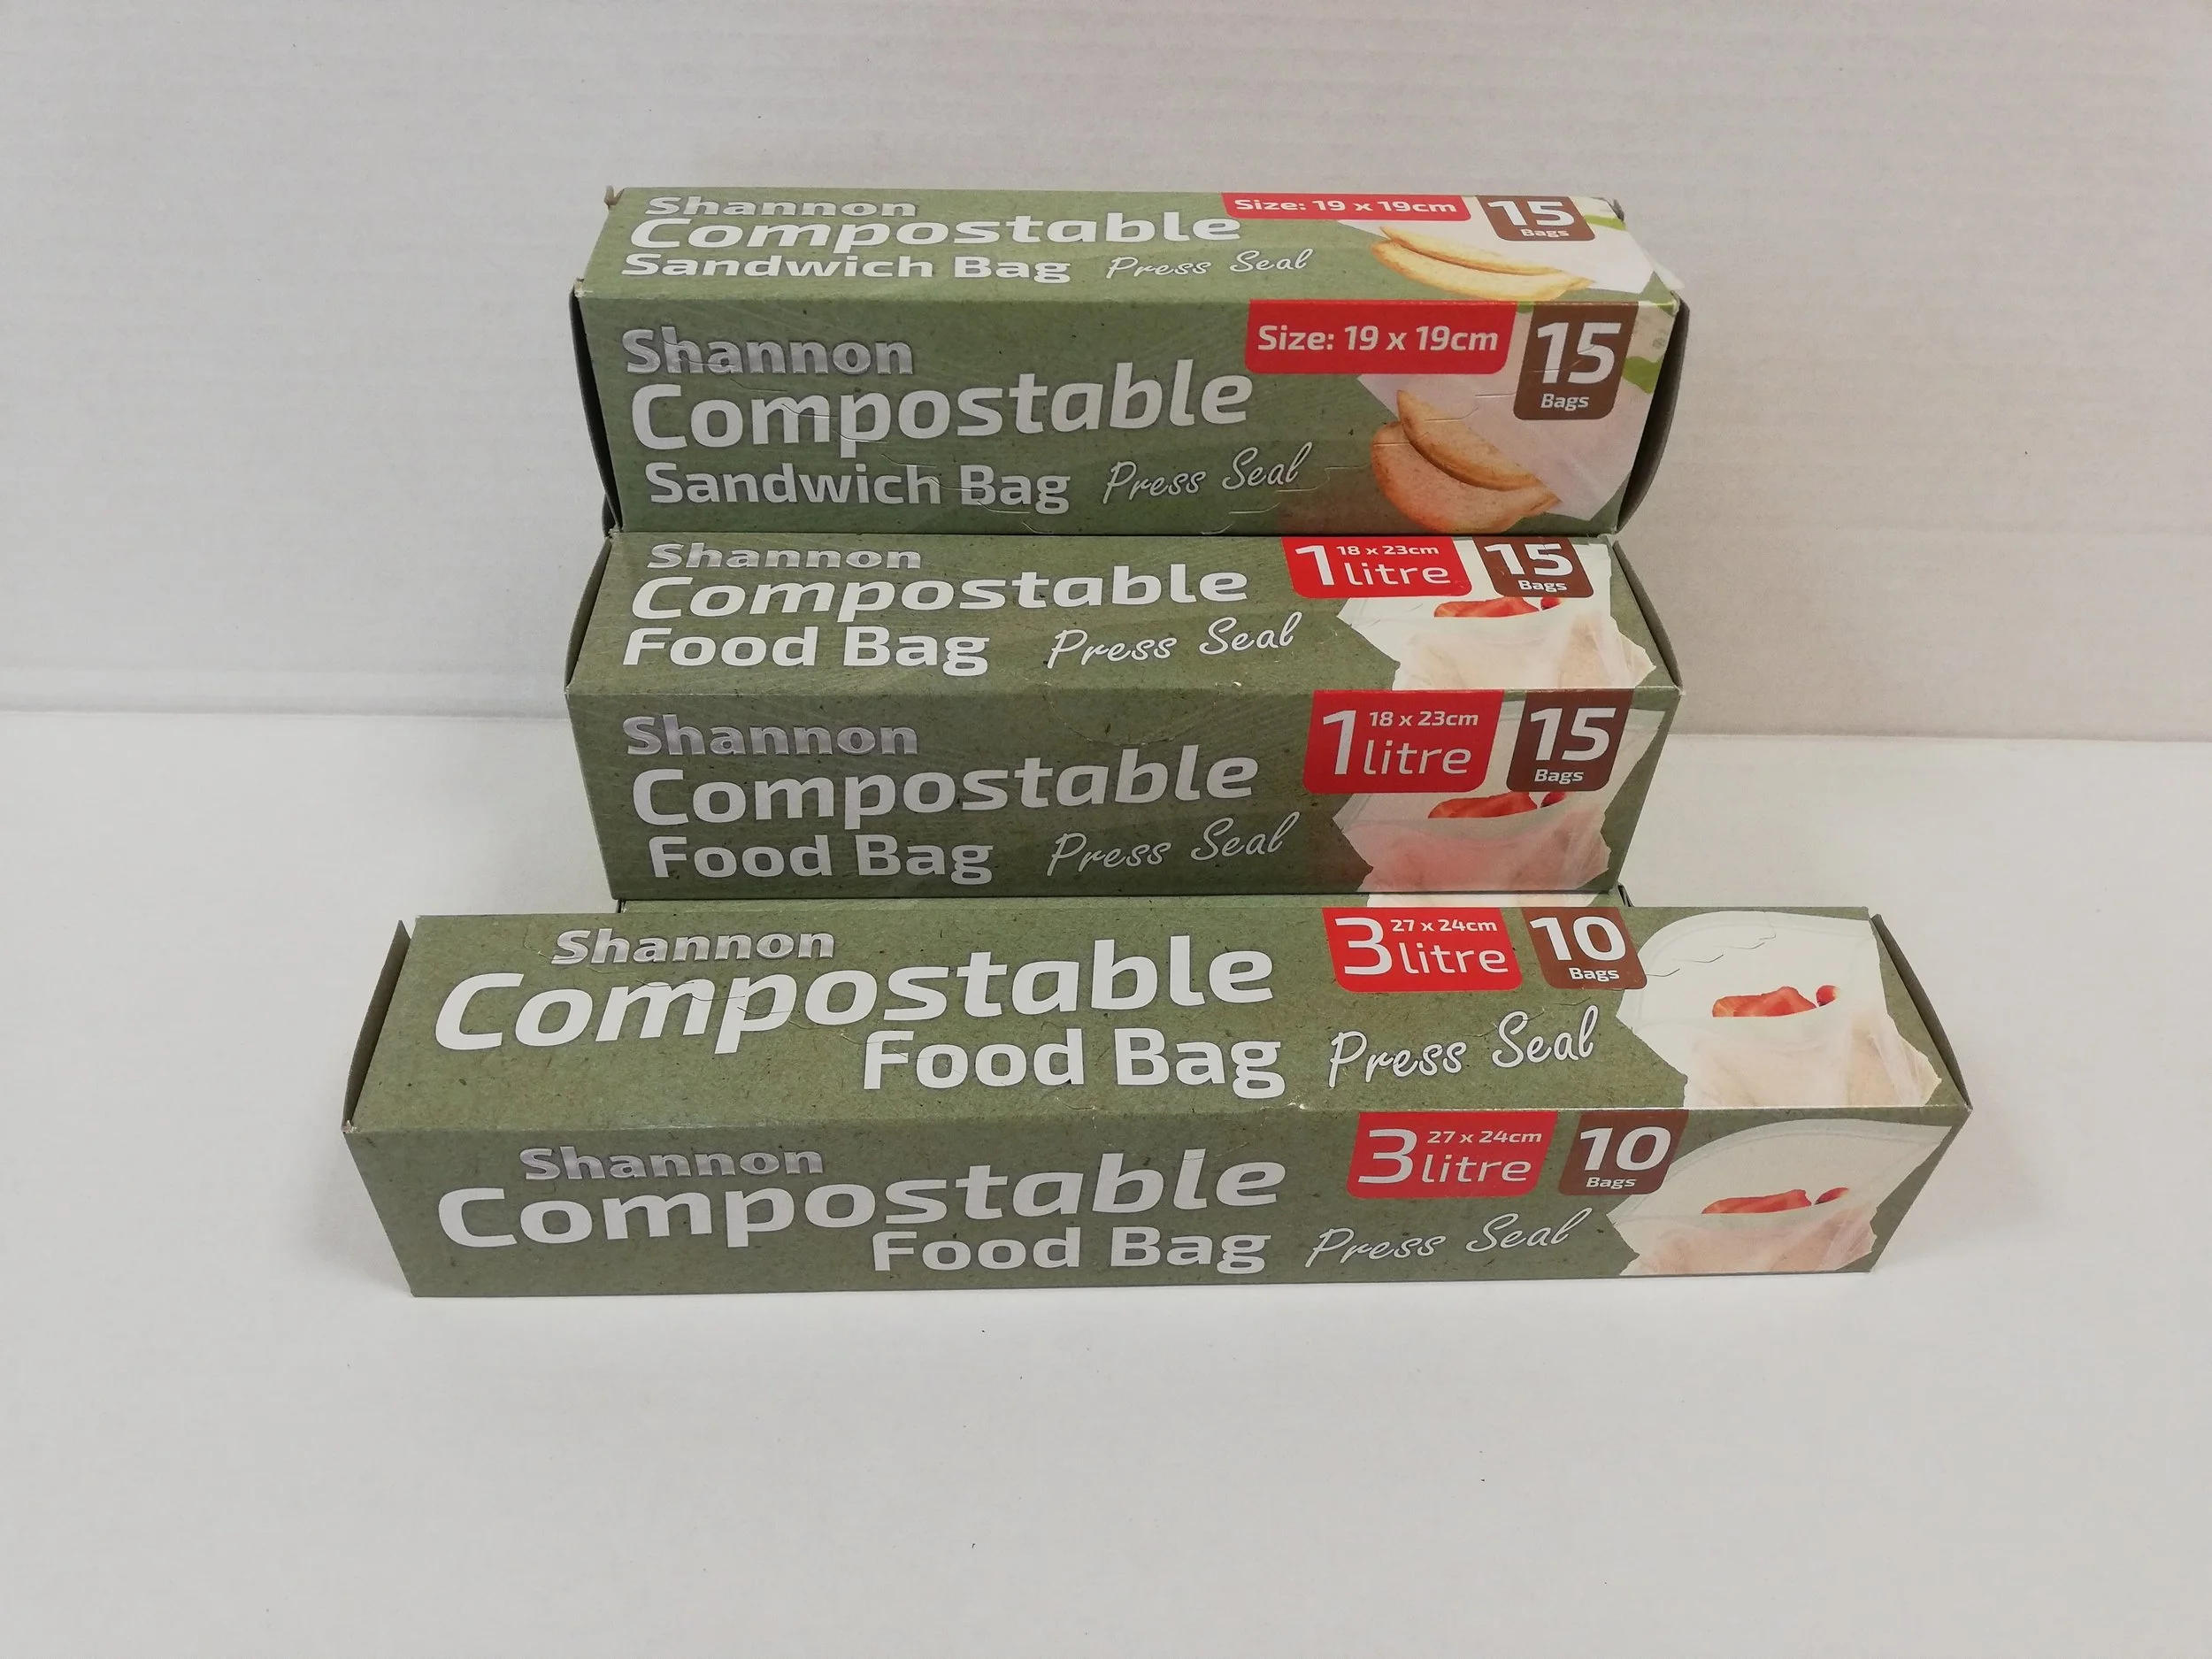 Shannon
Compostable
Sandwich Bag Press Seal
Size: 19 x 19cm
15
Bags
Shannon
Compostable
Sandwich Bag Press Seal
Size: 19 x 19cm
15
Bags
Shannon
Compostable
Food Bag Press Seal
1 litre
18 x 23cm
15
Bags
Shannon
Compostable
Food Bag Press Seal
1 litre
18 x 23cm
15
Bags
Shannon
Compostable
Food Bag Press Seal
3 litre
27 x 24cm
10
Bags
Shannon
Compostable
Food Bag Press Seal
3 litre
27 x 24cm
10
Bags